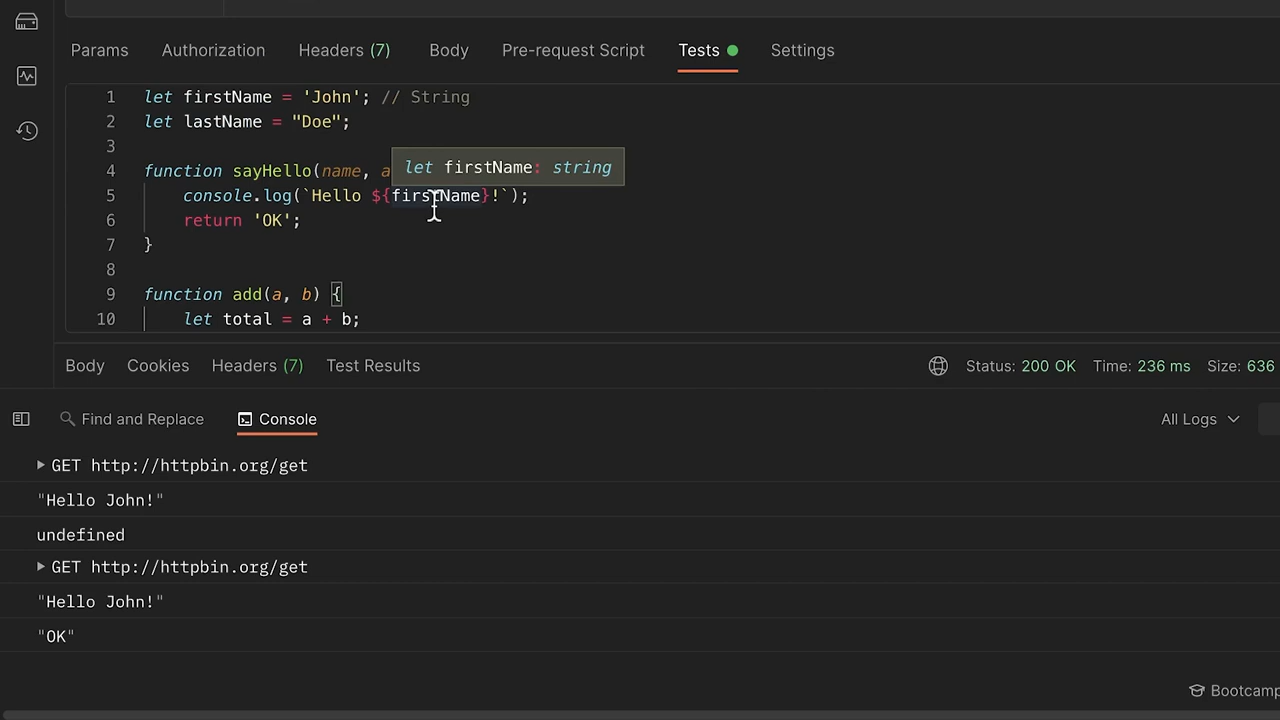 Params Authorization Headers (7) Body Pre-request Script Tests Settings
1 let firstName = 'John'; // String
2 let lastName = "Doe";
3
let firstName: string
4 function sayHello(name, a
5 console.log(`Hello ${firstName}!`);
6 return 'OK';
7 }
8
9 function add(a, b) {
10 let total = a + b;
Body Cookies Headers (7) Test Results Status: 200 OK Time: 236 ms Size: 636
Find and Replace Console All Logs
GET http://httpbin.org/get
"Hello John!"
undefined
GET http://httpbin.org/get
"Hello John!"
"OK"
Bootcamp